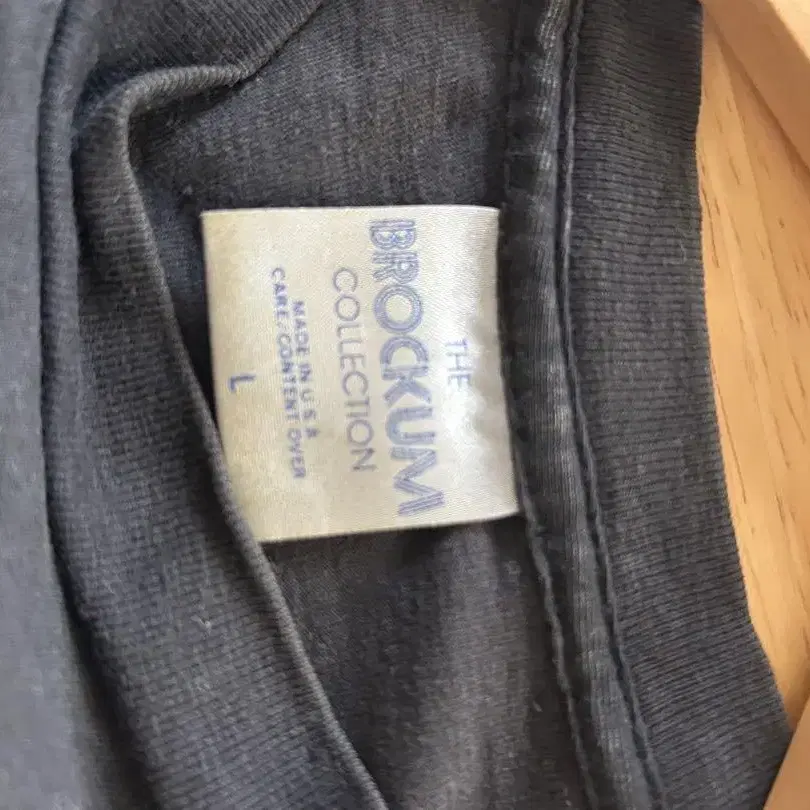 THE
BROCKUM
COLLECTION
MADE IN U S A
CARE/CONTENT OVER
L